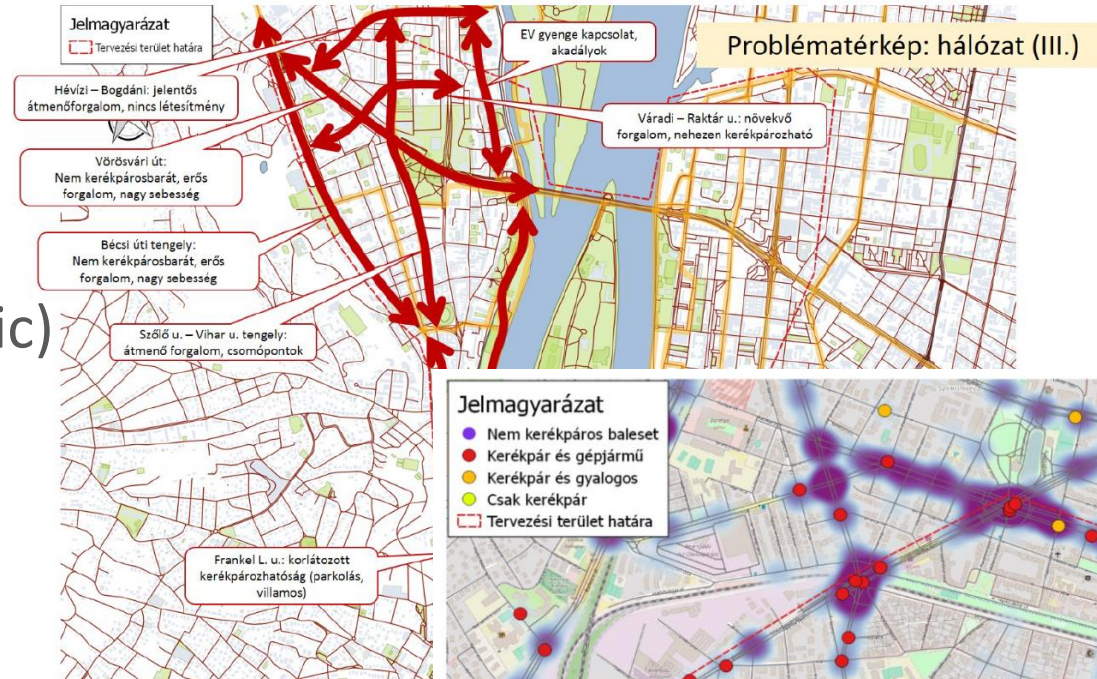 Jelmagyarázat
Tervezési terület határa
EV gyenge kapcsolat,
akadályok
Problématérkép: hálózat (III.)
Hévízi – Bogdáni: jelentős
átmenőforgalom, nincs létesítmény
Váradi – Raktár u.: növekvő
forgalom, nehezen kerékpározható
Vörösvári út:
Nem kerékpárosbarát, erős
forgalom, nagy sebesség
Bécsi úti tengely:
Nem kerékpárosbarát, erős
forgalom, nagy sebesség
ic)
Szőlő u. – Vihar u. tengely:
átmenő forgalom, csomópontok
Frankel L. u.: korlátozott
kerékpározhatóság (parkolás,
villamos)
Jelmagyarázat
Nem kerékpáros baleset
Kerékpár és gépjármű
Kerékpár és gyalogos
Csak kerékpár
Tervezési terület határa